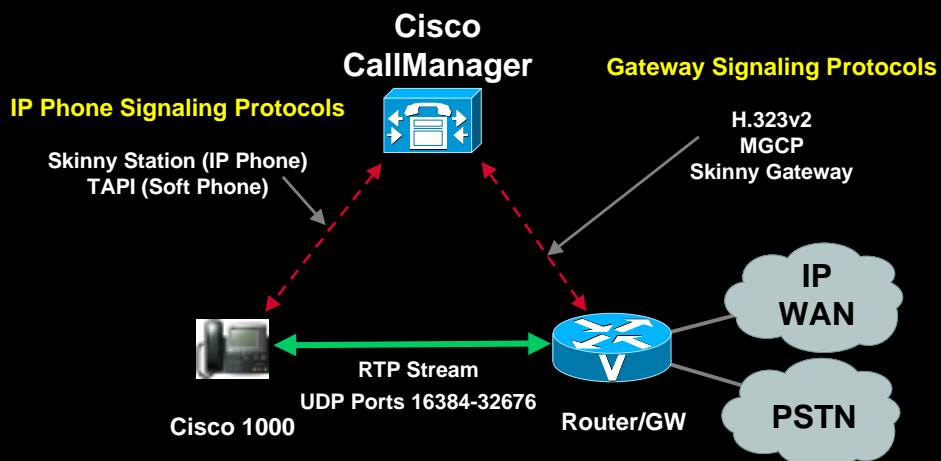 Cisco
CallManager
Gateway Signaling Protocols
IP Phone Signaling Protocols
H.323v2
MGCP
Skinny Gateway
Skinny Station (IP Phone)
TAPI (Soft Phone)
IP
WAN
RTP Stream
UDP Ports 16384-32676
V
Cisco 1000
Router/GW
PSTN